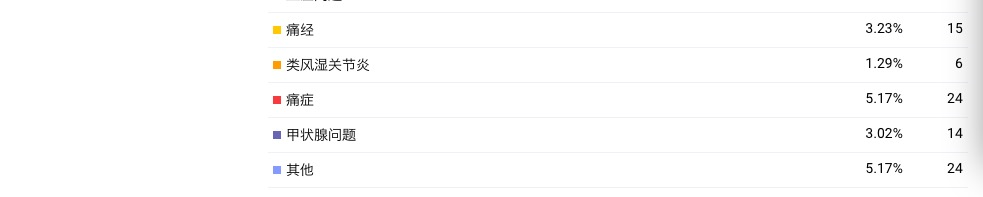 痛经 3.23% 15
类风湿关节炎 1.29% 6
痛症 5.17% 24
甲状腺问题 3.02% 14
其他 5.17% 24